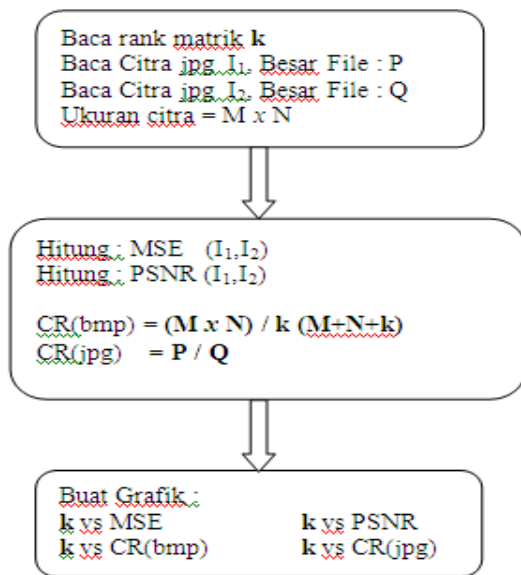 Baca rank matrik k
Baca Citra jpg I₁, Besar File : P
Baca Citra jpg I₂, Besar File : Q
Ukuran citra = M x N
Hitung : MSE (I₁,I₂)
Hitung : PSNR (I₁,I₂)
CR(bmp) = (M x N) / k (M+N+k)
CR(jpg) = P / Q
Buat Grafik :
k vs MSE k vs PSNR
k vs CR(bmp) k vs CR(jpg)